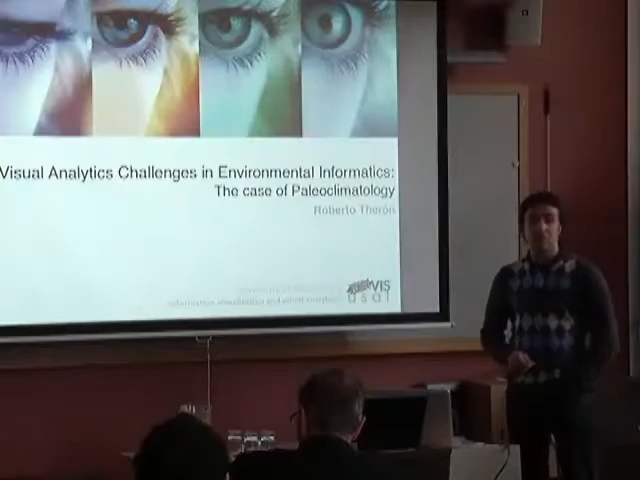 Visual Analytics Challenges in Environmental Informatics:
The case of Paleoclimatology
Roberto Therón
VIS
usal